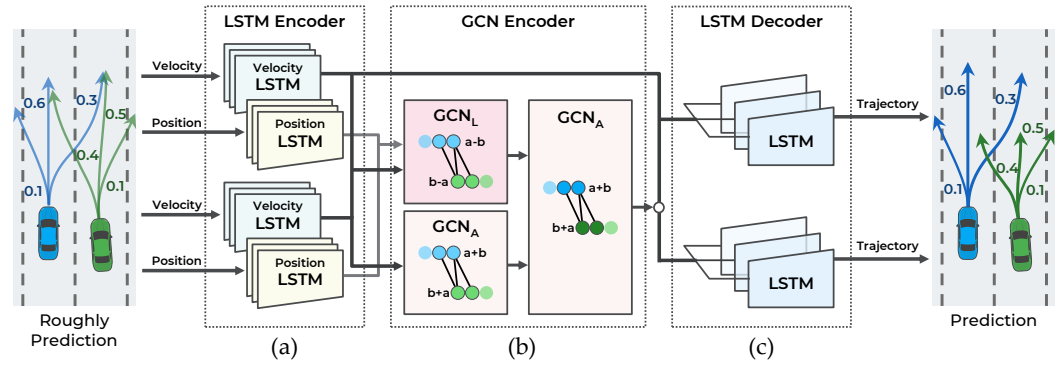 LSTM Encoder
GCN Encoder
LSTM Decoder
0.6
0.3
0.5
0.4
0.1
0.1
Roughly
Prediction
Velocity
Position
Velocity
Position
Velocity
LSTM
Position
LSTM
Velocity
LSTM
Position
LSTM
(a)
GCN_L
a-b
b-a
GCN_A
a+b
b+a
GCN_A
a+b
b+a
(b)
LSTM
LSTM
(c)
Trajectory
Trajectory
0.6
0.3
0.5
0.4
0.1
0.1
Prediction